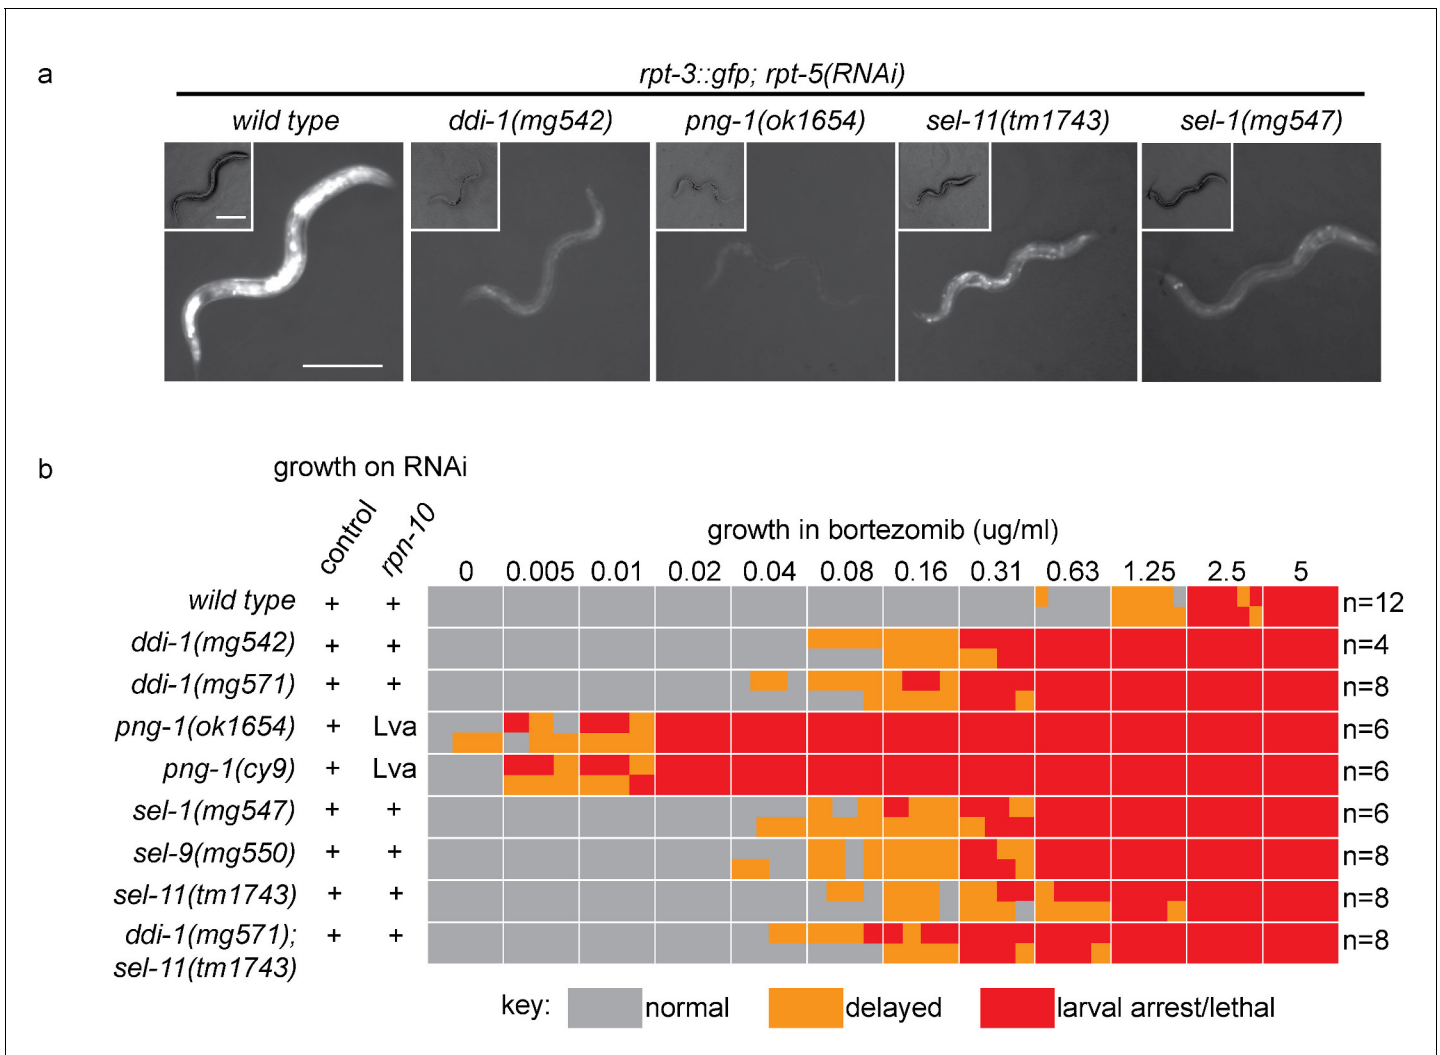 a
rpt-3::gfp; rpt-5(RNAi)
wild type ddi-1(mg542) png-1(ok1654) sel-11(tm1743) sel-1(mg547)
b
growth on RNAi
control rpn-10
growth in bortezomib (ug/ml)
0 0.005 0.01 0.02 0.04 0.08 0.16 0.31 0.63 1.25 2.5 5
wild type + + n=12
ddi-1(mg542) + + n=4
ddi-1(mg571) + + n=8
png-1(ok1654) + Lva n=6
png-1(cy9) + Lva n=6
sel-1(mg547) + + n=6
sel-9(mg550) + + n=8
sel-11(tm1743) + + n=8
ddi-1(mg571); + + n=8
sel-11(tm1743)
key: normal delayed larval arrest/lethal